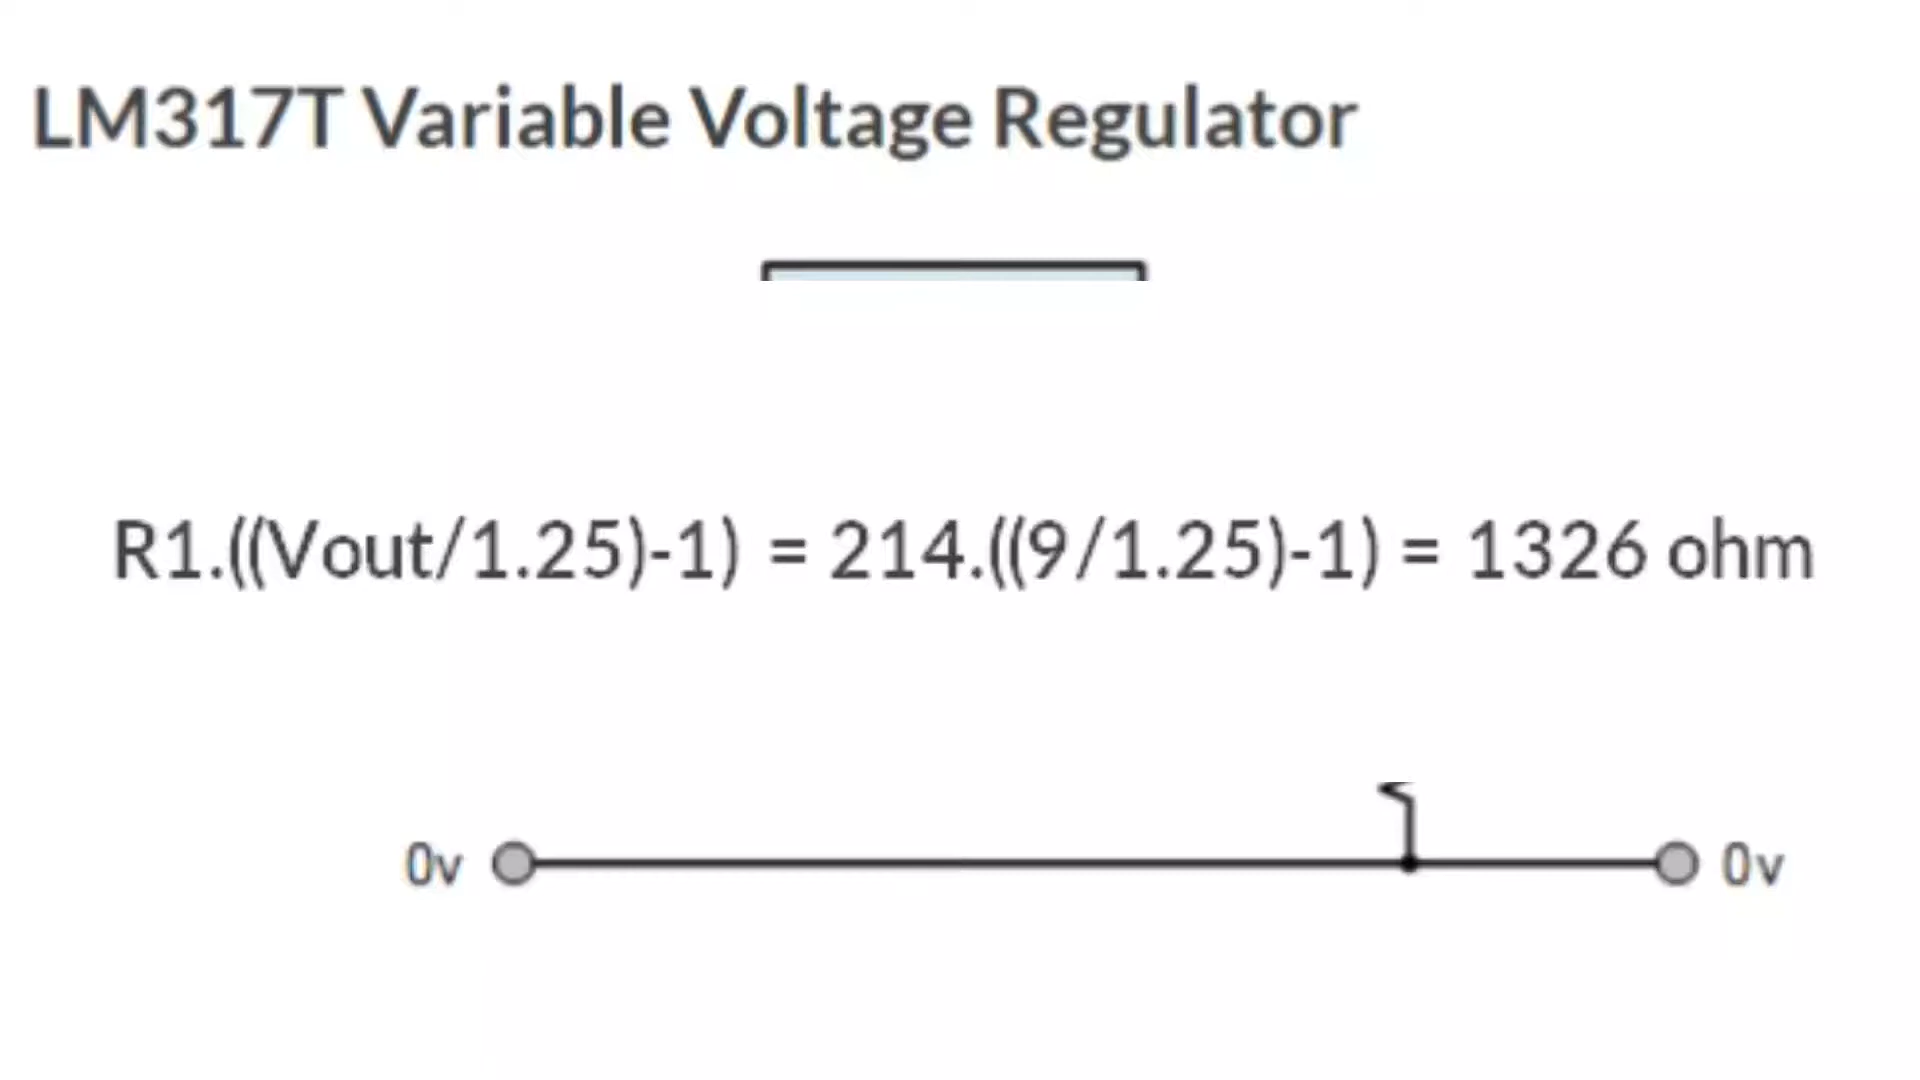 LM317T Variable Voltage Regulator
R1.((Vout/1.25)-1) = 214.((9/1.25)-1) = 1326 ohm
0v 0v